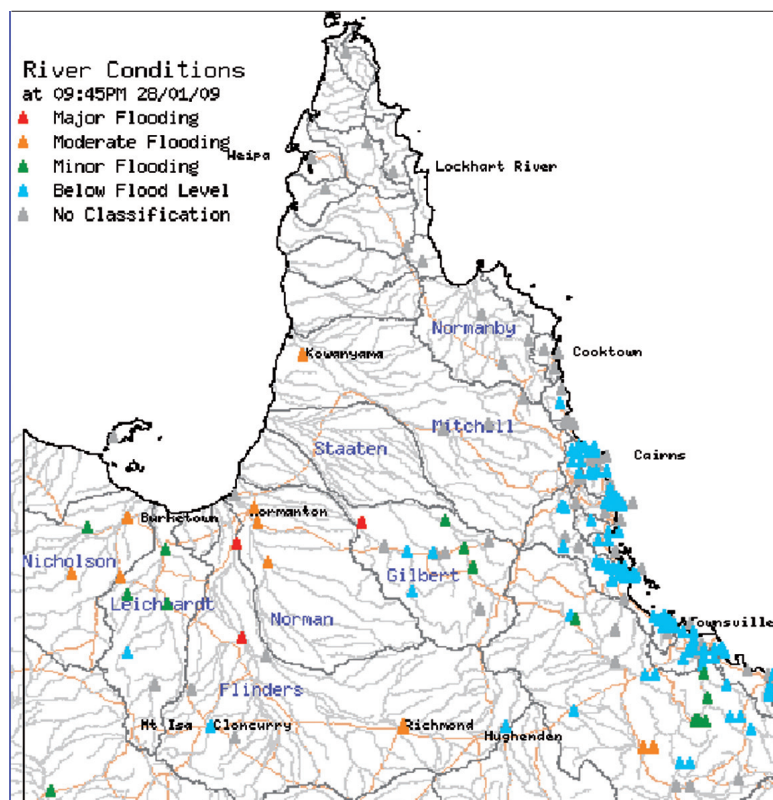 River Conditions
at 09:45PM 28/01/09
Major Flooding
Moderate Flooding
Minor Flooding
Below Flood Level
No Classification
Weipa
Lockhart River
Normanby
Kowanyama
Cooktown
Mitchell
Staaten
Cairns
Burketown
Normanton
Nicholson
Gilbert
Leichhardt
Norman
Townsville
Flinders
Mt Isa
Cloncurry
Richmond
Hughenden